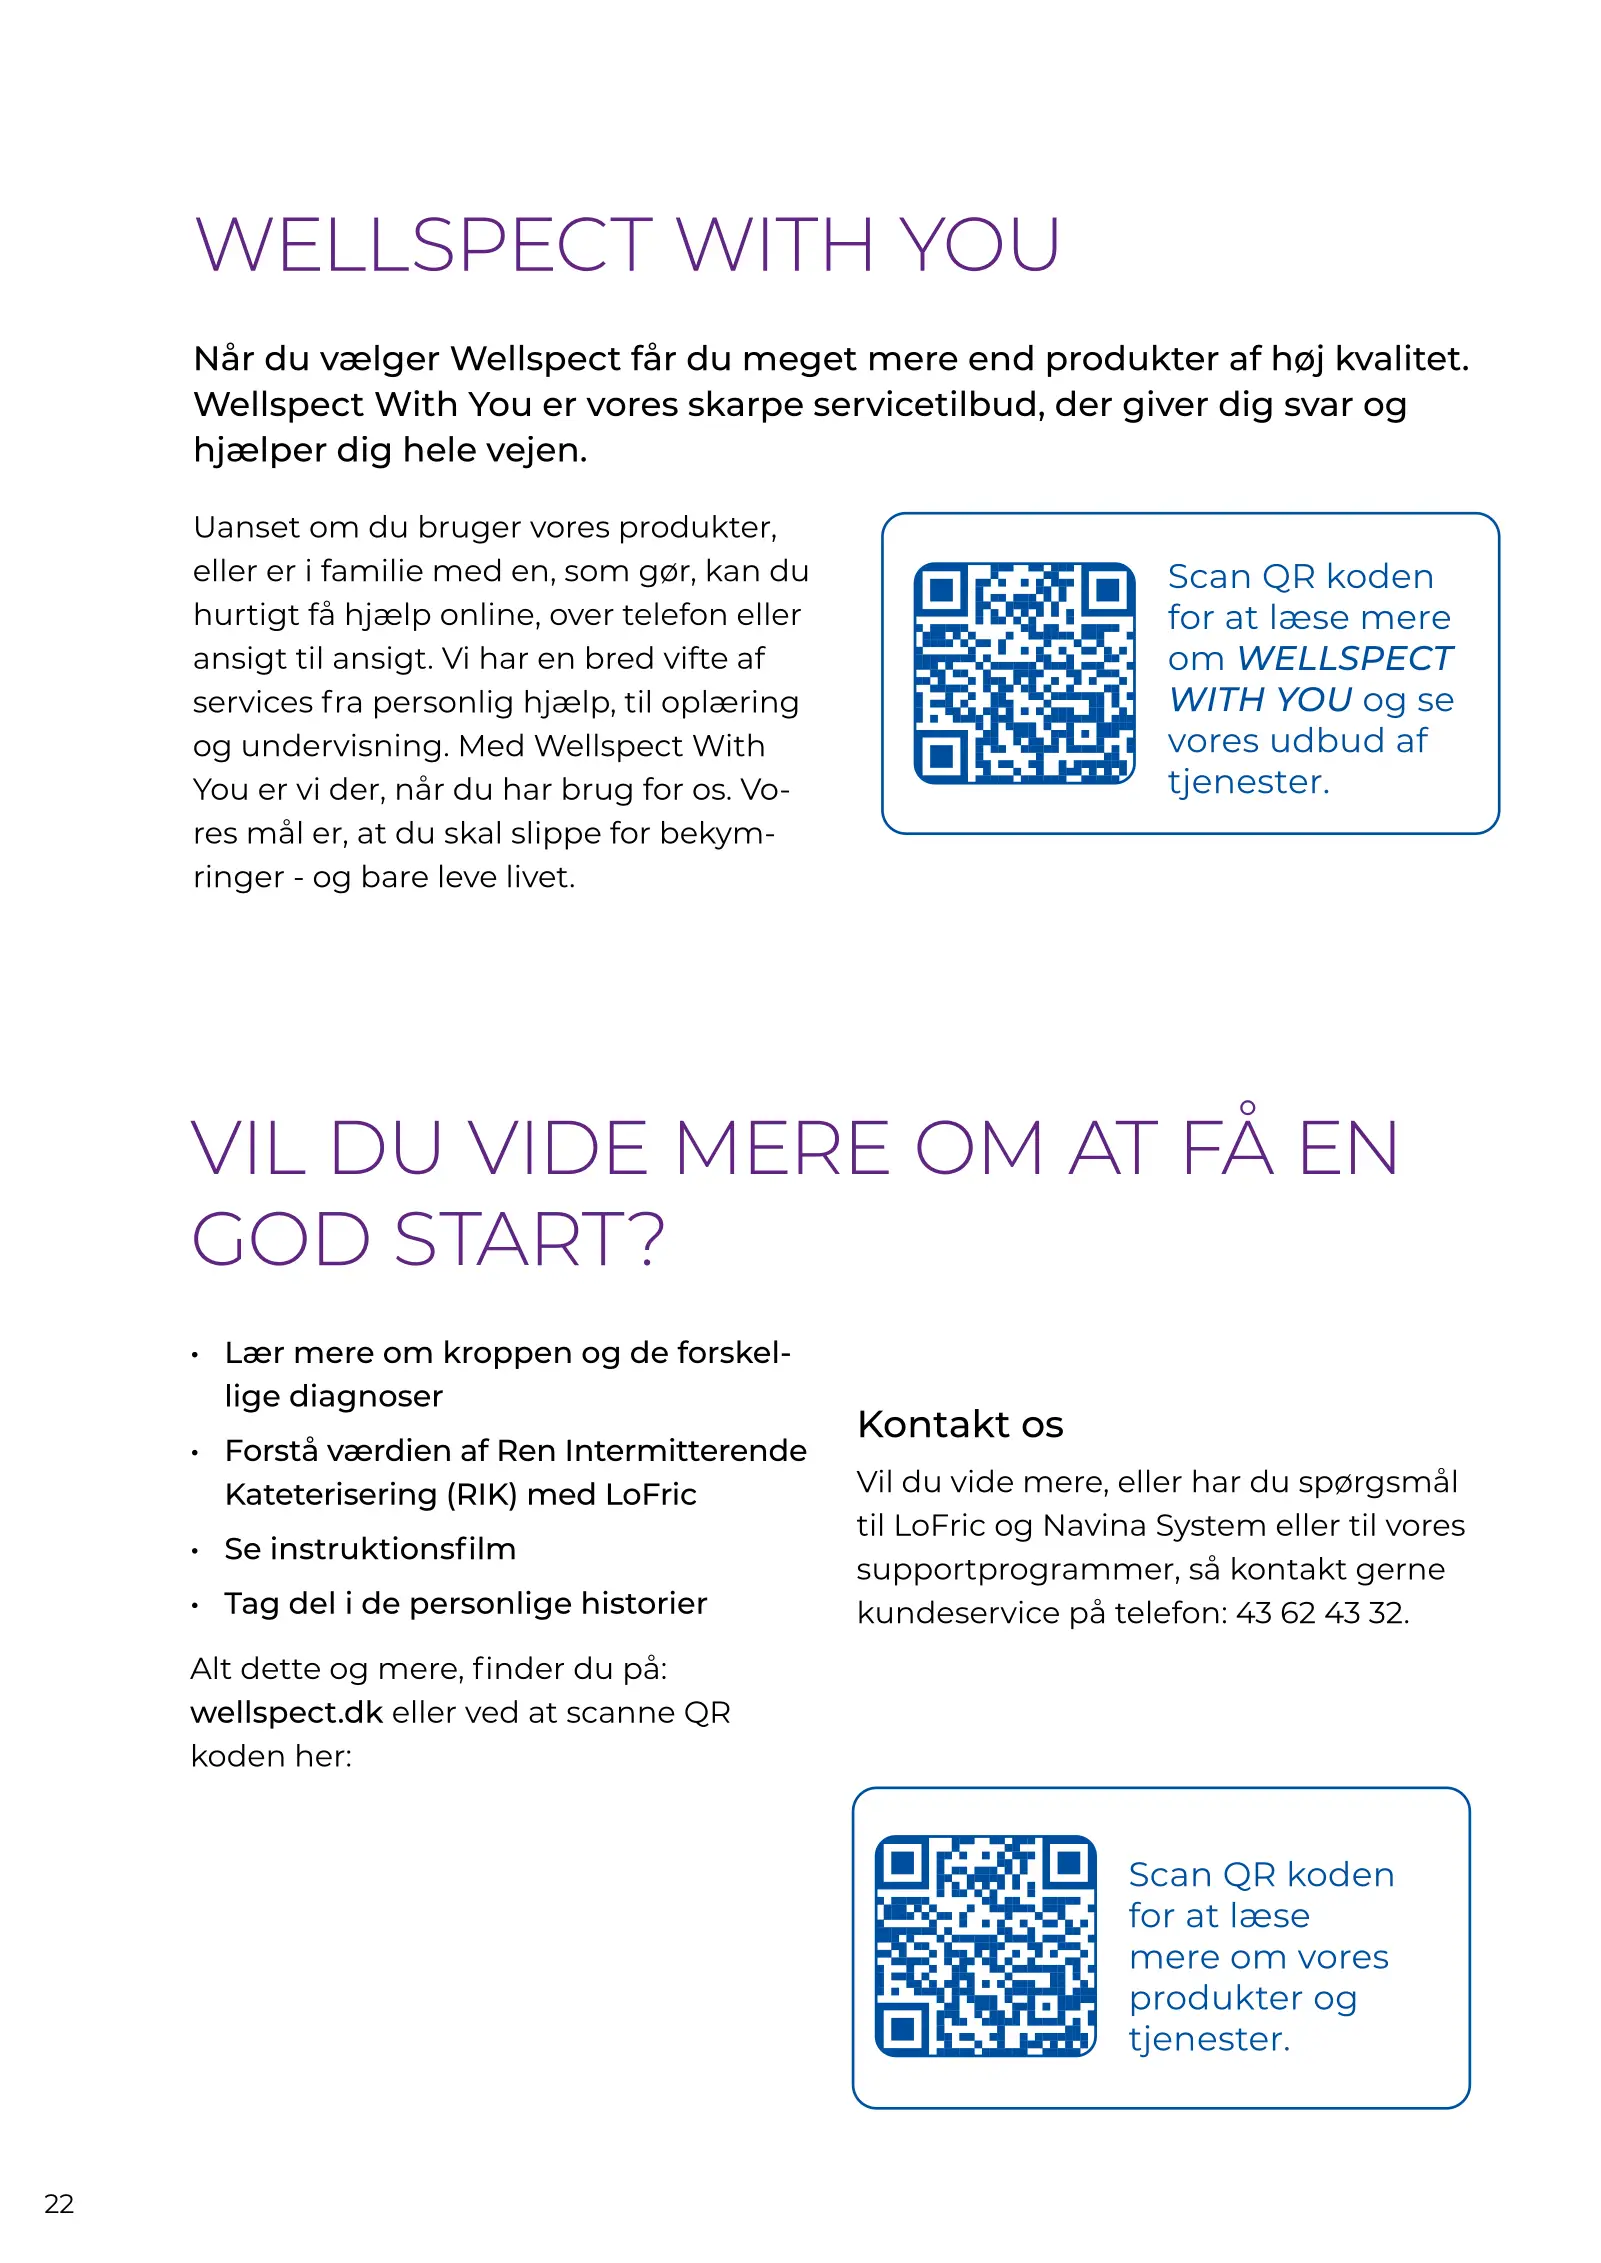 WELLSPECT WITH YOU
Når du vælger Wellspect får du meget mere end produkter af høj kvalitet.
Wellspect With You er vores skarpe servicetilbud, der giver dig svar og
hjælper dig hele vejen.
Uanset om du bruger vores produkter,
eller er i familie med en, som gør, kan du
hurtigt få hjælp online, over telefon eller
ansigt til ansigt. Vi har en bred vifte af
services fra personlig hjælp, til oplæring
og undervisning. Med Wellspect With
You er vi der, når du har brug for os. Vo-
res mål er, at du skal slippe for bekym-
ringer - og bare leve livet.
Scan QR koden
for at læse mere
om WELLSPECT
WITH YOU og se
vores udbud af
tjenester.
VIL DU VIDE MERE OM AT FÅ EN
GOD START?
• Lær mere om kroppen og de forskel-
lige diagnoser
• Forstå værdien af Ren Intermitterende
Kateterisering (RIK) med LoFric
• Se instruktionsfilm
• Tag del i de personlige historier
Alt dette og mere, finder du på:
wellspect.dk eller ved at scanne QR
koden her:
Kontakt os
Vil du vide mere, eller har du spørgsmål
til LoFric og Navina System eller til vores
supportprogrammer, så kontakt gerne
kundeservice på telefon: 43 62 43 32.
Scan QR koden
for at læse
mere om vores
produkter og
tjenester.
22